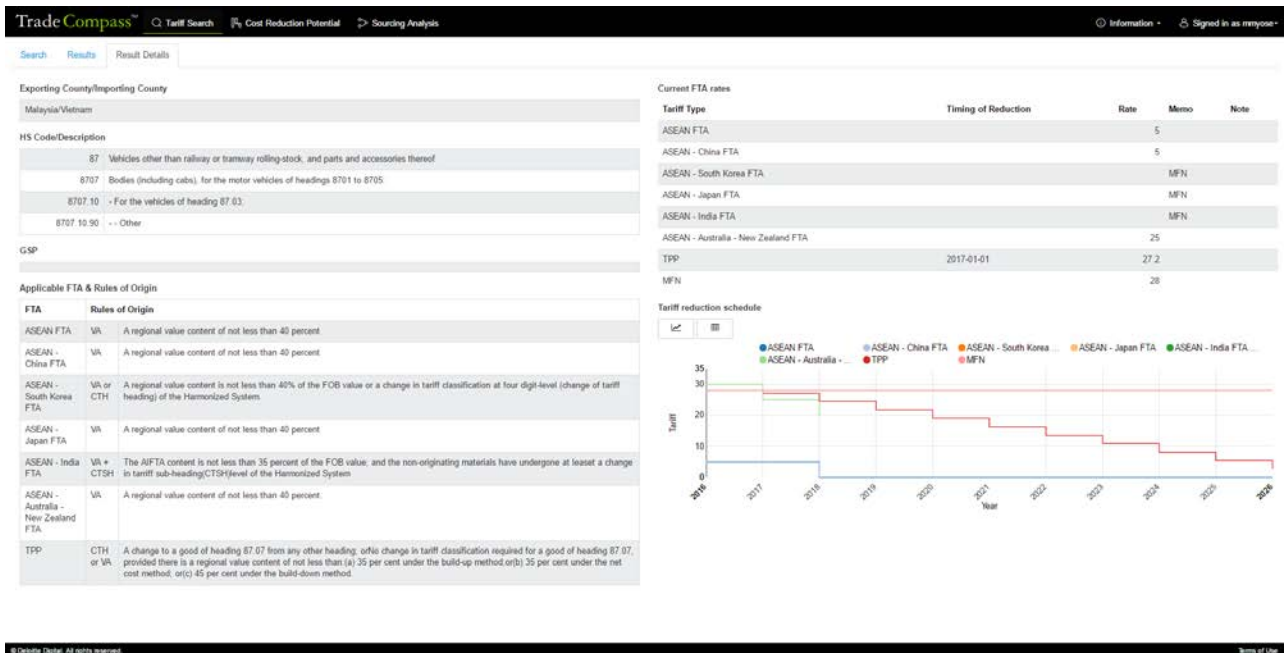 Trade Compass™ Tariff Search Cost Reduction Potential Sourcing Analysis Information Signed in as mmyose
Search Results Result Details
Exporting County/Importing County
Malaysia/Vietnam
HS Code/Description
87 Vehicles other than railway or tramway rolling-stock, and parts and accessories thereof
8707 Bodies (including cabs), for the motor vehicles of headings 8701 to 8705.
8707.10 - For the vehicles of heading 87.03:
8707.10.90 - - Other
GSP
Applicable FTA & Rules of Origin
FTA Rules of Origin
ASEAN FTA VA A regional value content of not less than 40 percent
ASEAN - VA A regional value content of not less than 40 percent
China FTA
ASEAN - VA or A regional value content is not less than 40% of the FOB value or a change in tariff classification at four digit-level (change of tariff
South Korea CTH heading) of the Harmonized System.
FTA
ASEAN - VA A regional value content of not less than 40 percent
Japan FTA
ASEAN - India VA + The AIFTA content is not less than 35 percent of the FOB value; and the non-originating materials have undergone at leaset a change
FTA CTSH in tarriff sub-heading(CTSH)level of the Harmonized System
ASEAN - VA A regional value content of not less than 40 percent.
Australia -
New Zealand
FTA
TPP CTH A change to a good of heading 87.07 from any other heading; orNo change in tariff classification required for a good of heading 87.07,
or VA provided there is a regional value content of not less than:(a) 35 per cent under the build-up method;or(b) 35 per cent under the net
cost method; or(c) 45 per cent under the build-down method.
Current FTA rates
Tariff Type Timing of Reduction Rate Memo Note
ASEAN FTA 5
ASEAN - China FTA 5
ASEAN - South Korea FTA MFN
ASEAN - Japan FTA MFN
ASEAN - India FTA MFN
ASEAN - Australia - New Zealand FTA 25
TPP 2017-01-01 27.2
MFN 28
Tariff reduction schedule
ASEAN FTA ASEAN - China FTA ASEAN - South Korea ... ASEAN - Japan FTA ASEAN - India FTA...
ASEAN - Australia - ... TPP MFN
35
30
20
10
0
Tariff
2016 2017 2018 2019 2020 2021 2022 2023 2024 2025 2026
Year
© Deloitte Digital. All rights reserved. Terms of Use